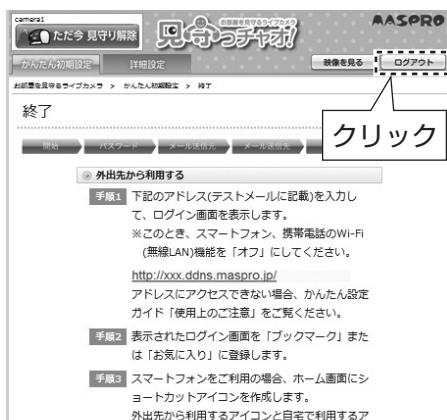 camera1
ただ今 見守り解除
お部屋を見守るライブカメラ
見守っチャオ!
MASPRO
かんたん初期設定
詳細設定
映像を見る
ログアウト
お部屋を見守るライブカメラ > かんたん初期設定 > 終了
終了
クリック
開始
パスワード
メール送信元
メール送信先
外出先から利用する
手順1 下記のアドレス(テストメールに記載)を入力し
て、ログイン画面を表示します。
※このとき、スマートフォン、携帯電話のWi-Fi
(無線LAN)機能を「オフ」にしてください。
http://xxx.ddns.maspro.jp/
アドレスにアクセスできない場合、かんたん設定
ガイド「使用上のご注意」をご覧ください。
手順2 表示されたログイン画面を「ブックマーク」また
は「お気に入り」に登録します。
手順3 スマートフォンをご利用の場合、ホーム画面にシ
ョートカットアイコンを作成します。
外出先から利用するアイコンと自宅で利用するア